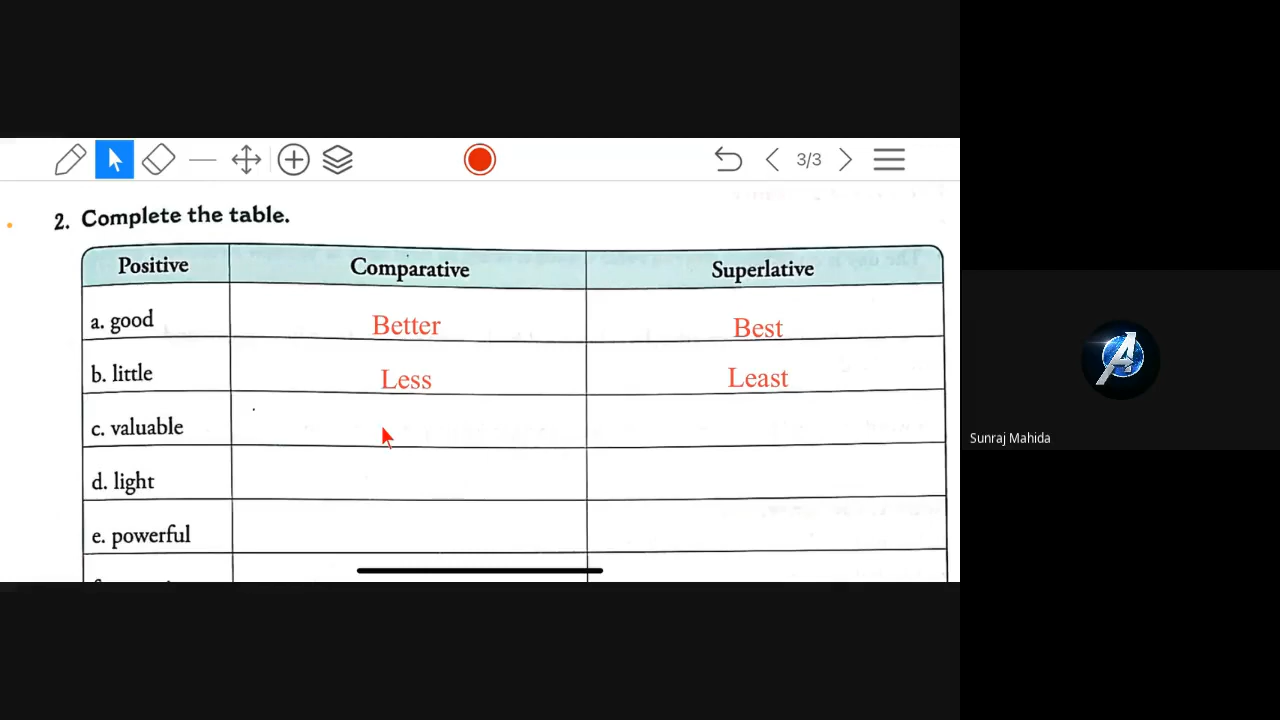 3/3
2. Complete the table.
Positive Comparative Superlative
a. good Better Best
b. little Less Least
c. valuable
d. light
e. powerful
Sunraj Mahida